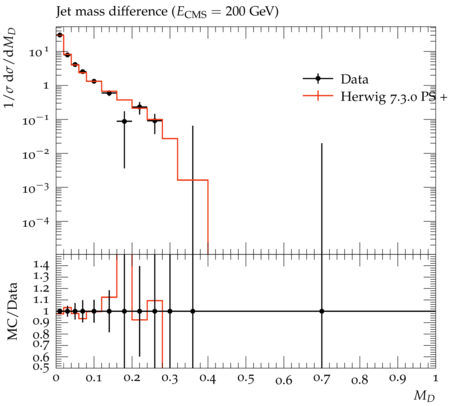 Jet mass difference (E_CMS = 200 GeV)
1/σ dσ/dM_D
10^1
1
10^−1
10^−2
10^−3
10^−4
Data
Herwig 7.3.0 PS +
MC/Data
1.4
1.3
1.2
1.1
1
0.9
0.8
0.7
0.6
0.5
0 0.1 0.2 0.3 0.4 0.5 0.6 0.7 0.8 0.9 1
M_D